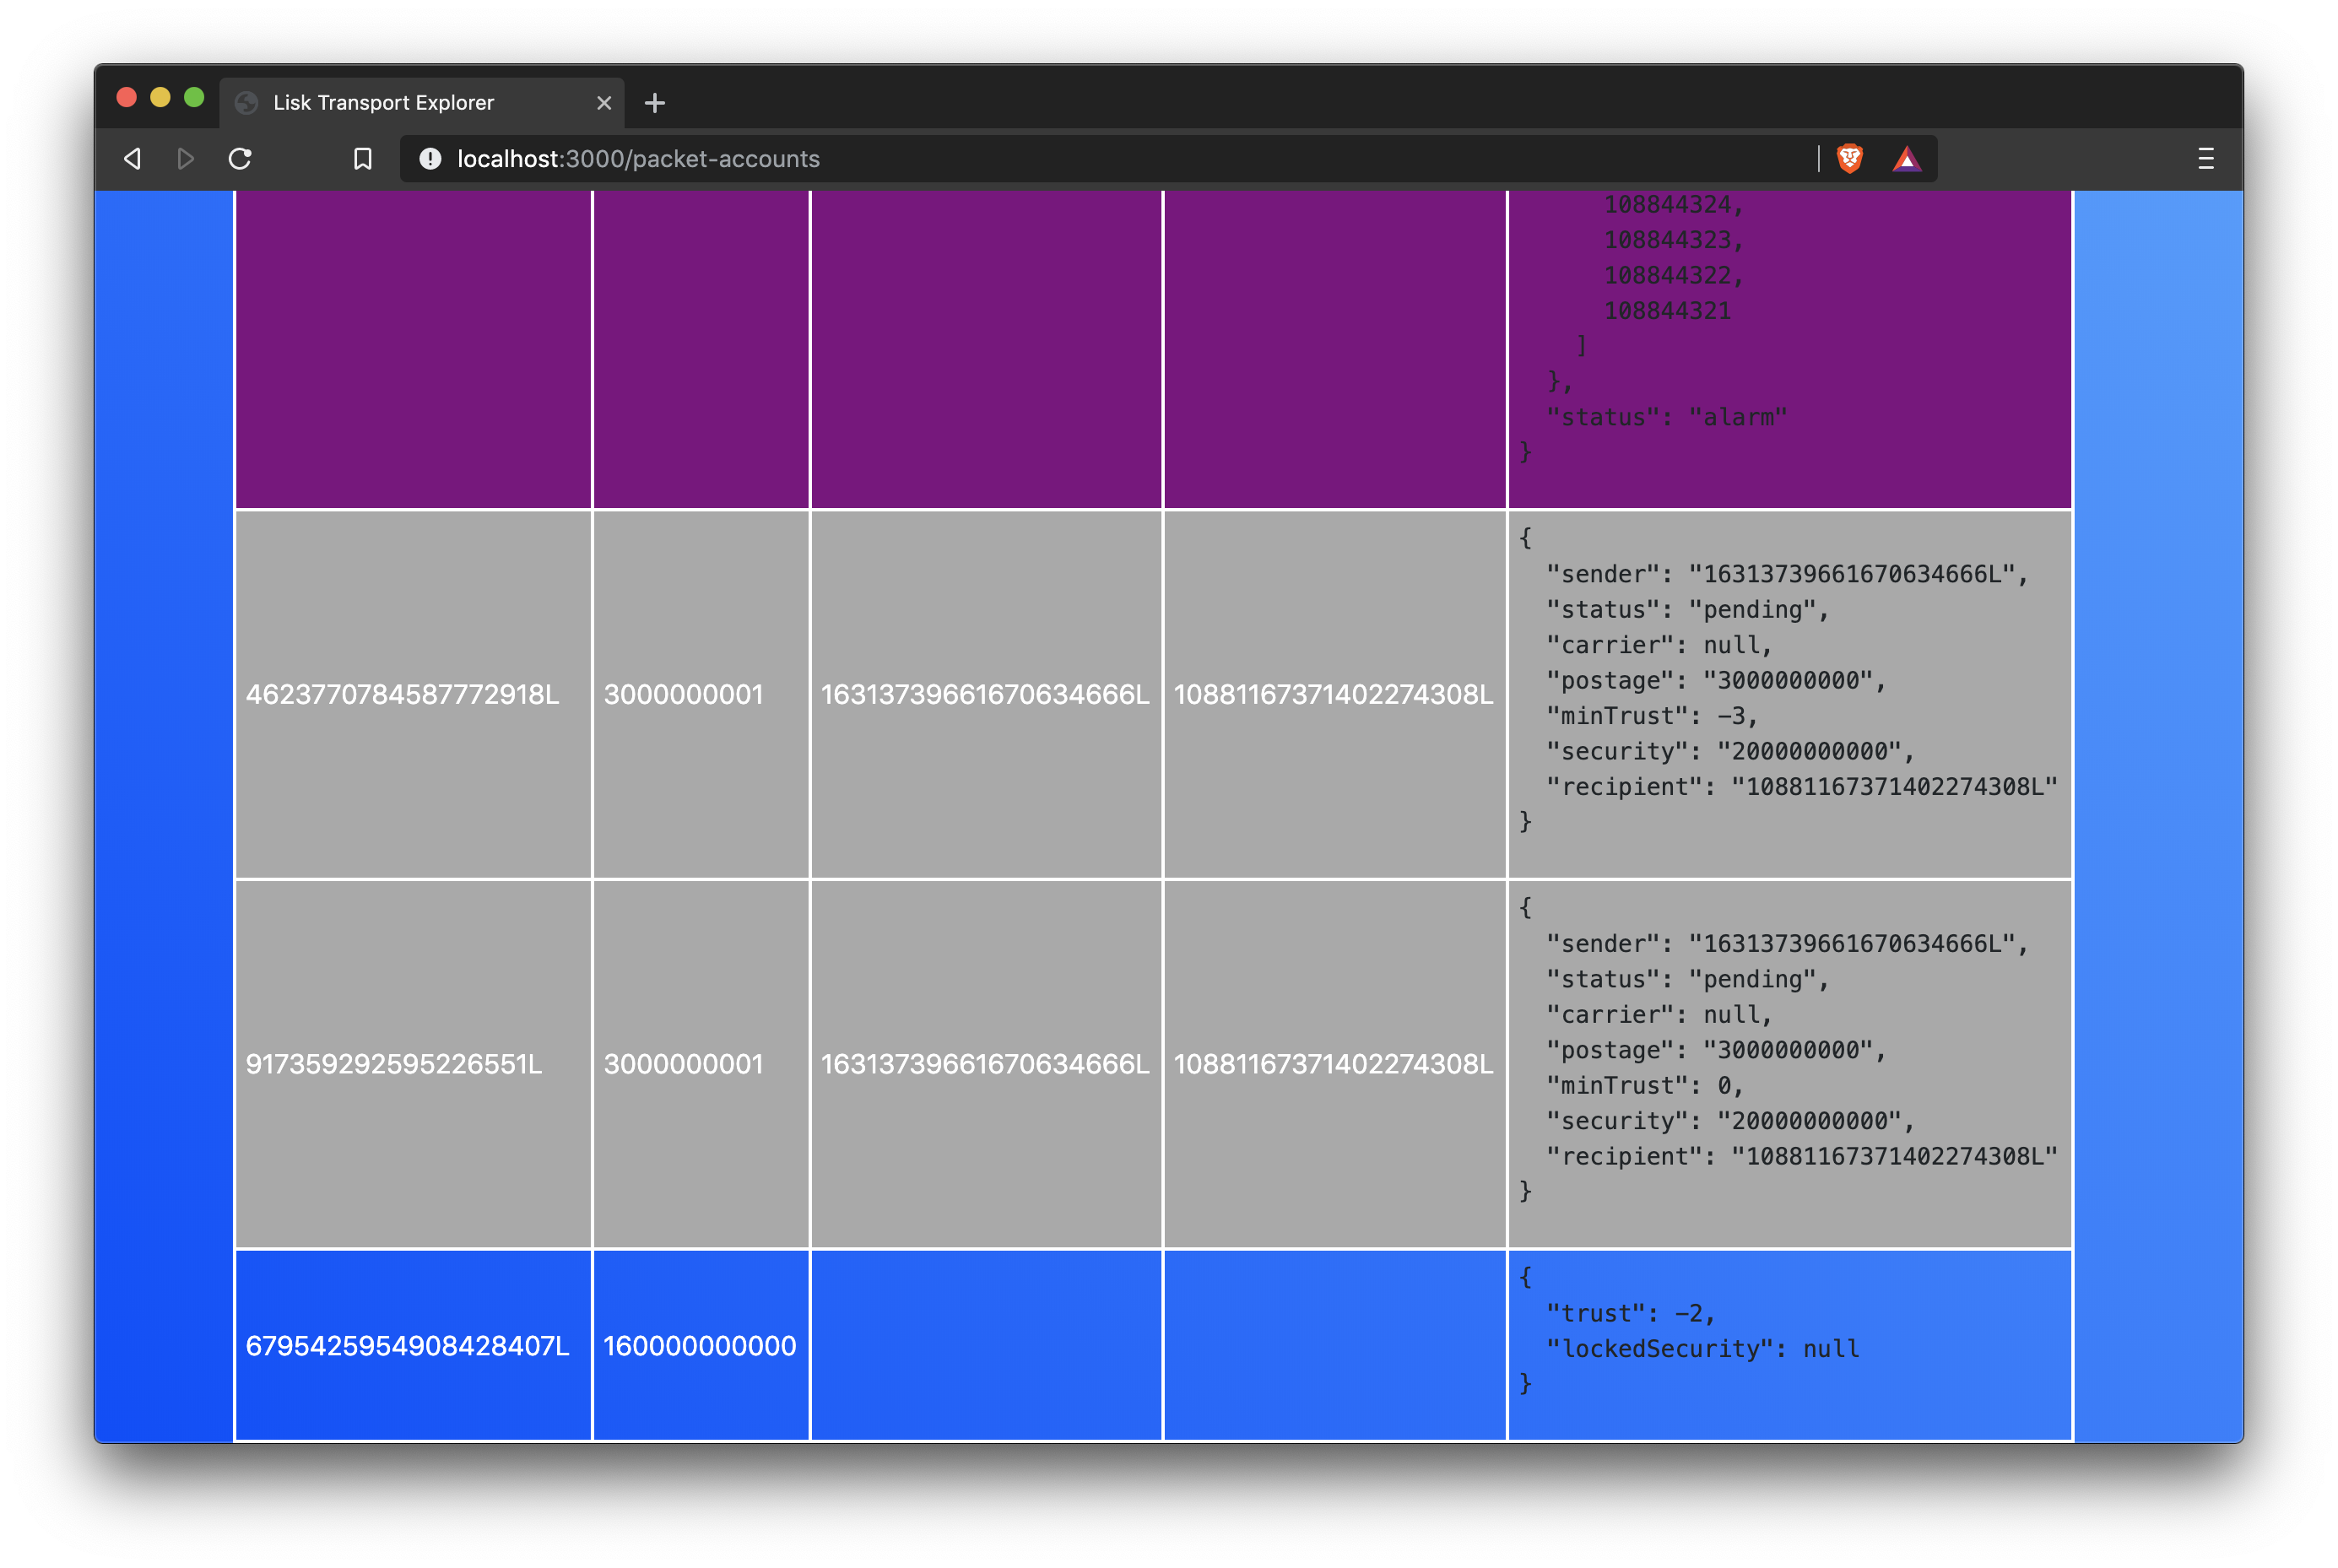 Lisk Transport Explorer
localhost:3000/packet-accounts
108844324,
108844323,
108844322,
108844321
]
},
"status": "alarm"
}
4623770784587772918L
3000000001
16313739661670634666L
10881167371402274308L
{
"sender": "16313739661670634666L",
"status": "pending",
"carrier": null,
"postage": "3000000000",
"minTrust": -3,
"security": "20000000000",
"recipient": "10881167371402274308L"
}
917359292595226551L
3000000001
16313739661670634666L
10881167371402274308L
{
"sender": "16313739661670634666L",
"status": "pending",
"carrier": null,
"postage": "3000000000",
"minTrust": 0,
"security": "20000000000",
"recipient": "10881167371402274308L"
}
6795425954908428407L
160000000000
{
"trust": -2,
"lockedSecurity": null
}